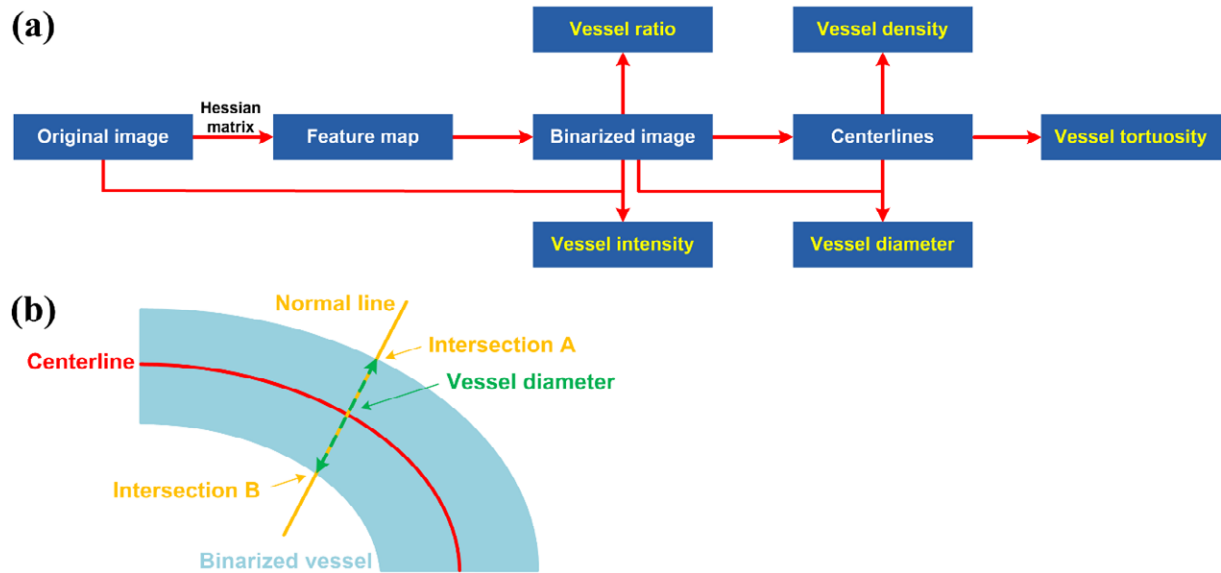 (a)
Vessel ratio
Vessel density
Hessian
matrix
Original image
Feature map
Binarized image
Centerlines
Vessel tortuosity
Vessel intensity
Vessel diameter
(b)
Normal line
Intersection A
Centerline
Vessel diameter
Intersection B
Binarized vessel